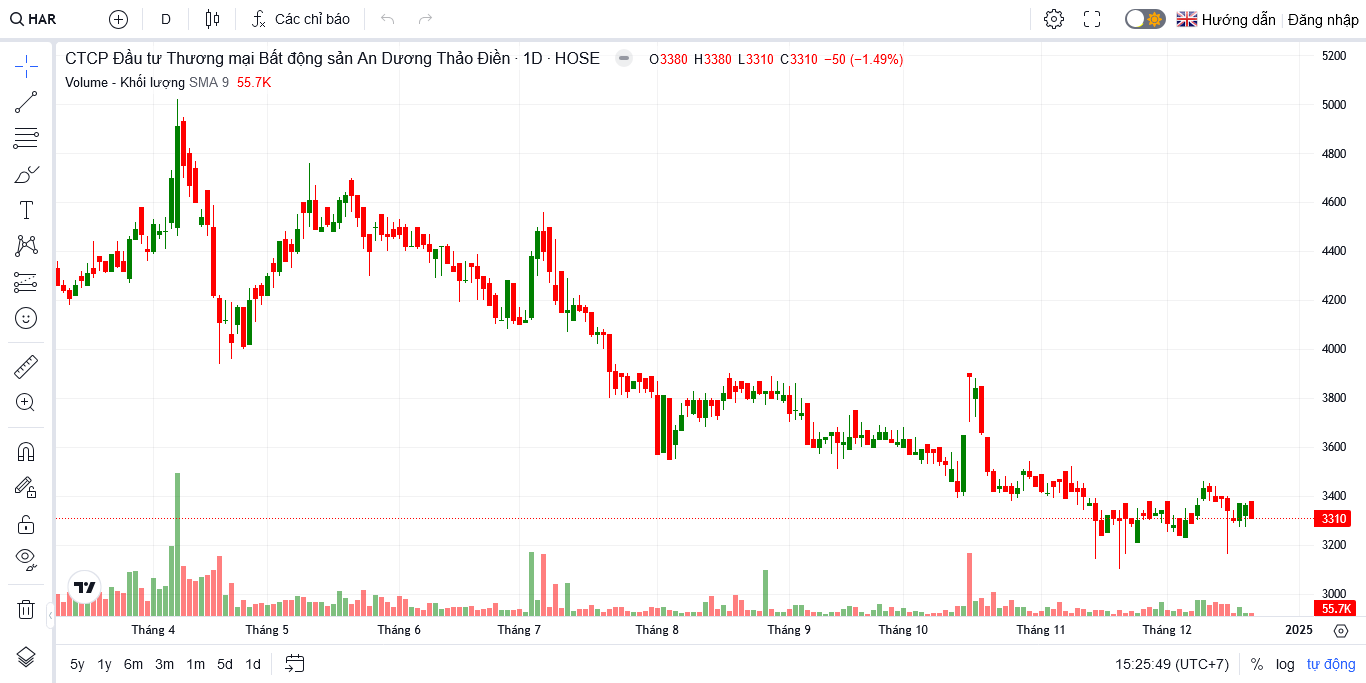 HAR D Các chỉ báo Hướng dẫn Đăng nhập
CTCP Đầu tư Thương mại Bất động sản An Dương Thảo Điền · 1D · HOSE O3380 H3380 L3310 C3310 −50 (−1.49%)
Volume - Khối lượng SMA 9 55.7K
5200
5000
4800
4600
4400
4200
4000
3800
3600
3400
3310
3200
3000
55.7K
Tháng 4 Tháng 5 Tháng 6 Tháng 7 Tháng 8 Tháng 9 Tháng 10 Tháng 11 Tháng 12 2025
5y 1y 6m 3m 1m 5d 1d 15:25:49 (UTC+7) % log tự động